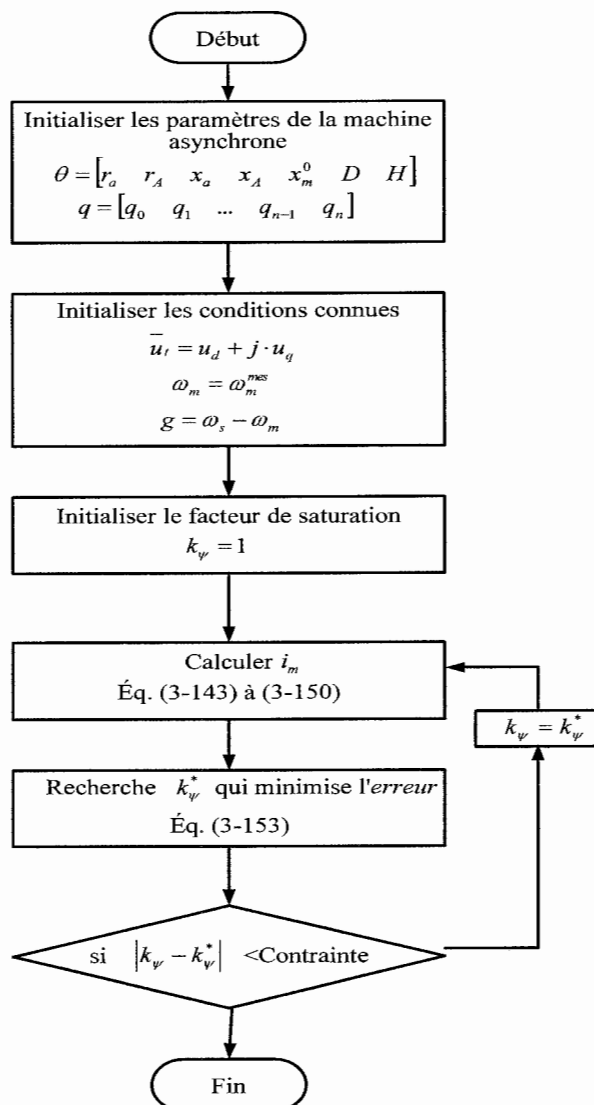 Début
Initialiser les paramètres de la machine
asynchrone
θ = [r_a r_A x_a x_A x_m^0 D H]
q = [q_0 q_1 ... q_{n-1} q_n]
Initialiser les conditions connues
u̅_t = u_d + j · u_q
ω_m = ω_m^{mes}
g = ω_s − ω_m
Initialiser le facteur de saturation
k_ψ = 1
Calculer i_m
Éq. (3-143) à (3-150)
k_ψ = k_ψ^*
Recherche k_ψ^* qui minimise l'erreur
Éq. (3-153)
si |k_ψ − k_ψ^*| <Contrainte
Fin